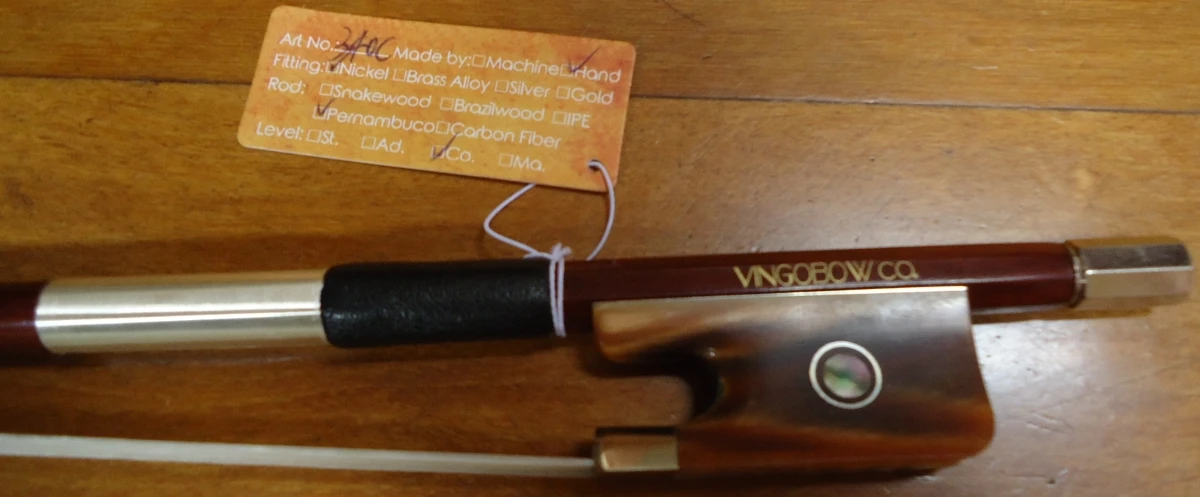 Art No.: Made by:□Machine☑Hand
Fitting:☑Nickel □Brass Alloy □Silver □Gold
Rod: □Snakewood □Brazilwood □IPE
☑Pernambuco□Carbon Fiber
Level:□St. □Ad. ☑Co. □Ma.
VINGOBOW CO.